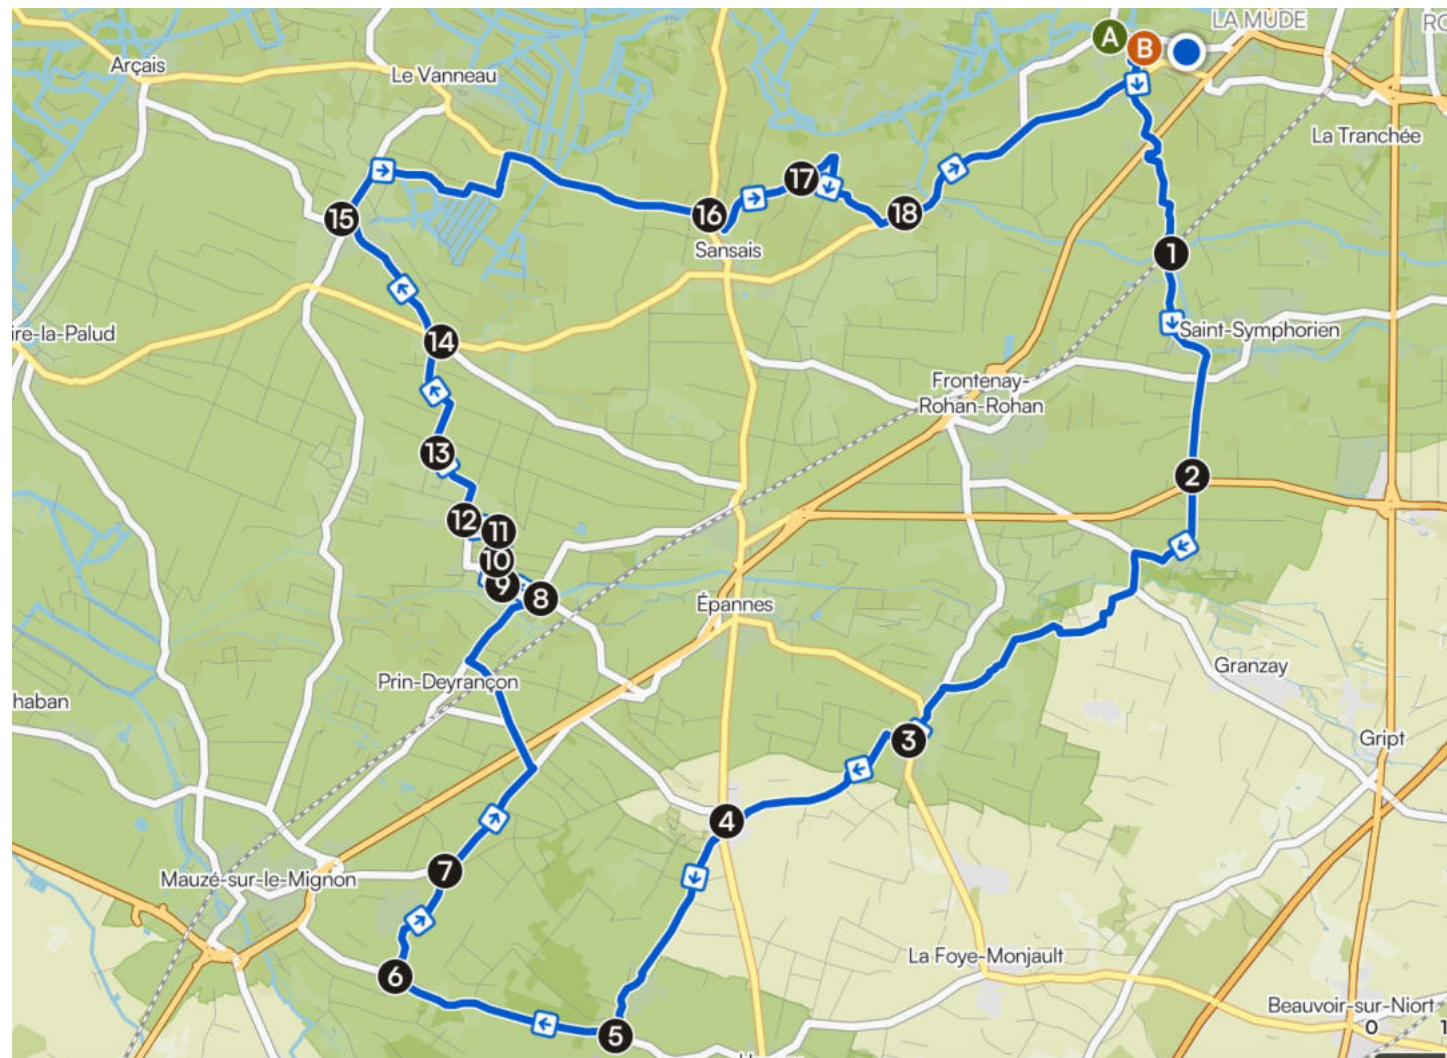 A
B
LA MUDE
Arçais
Le Vanneau
La Tranchée
17
15
16
18
Sansais
1
ire-la-Palud
14
Saint-Symphorien
Frontenay-
Rohan-Rohan
13
2
12
11
10
9
8
Épannes
Granzay
Prin-Deyrançon
haban
3
Gript
4
7
Mauzé-sur-le-Mignon
6
La Foye-Monjault
5
Beauvoir-sur-Niort
0
1